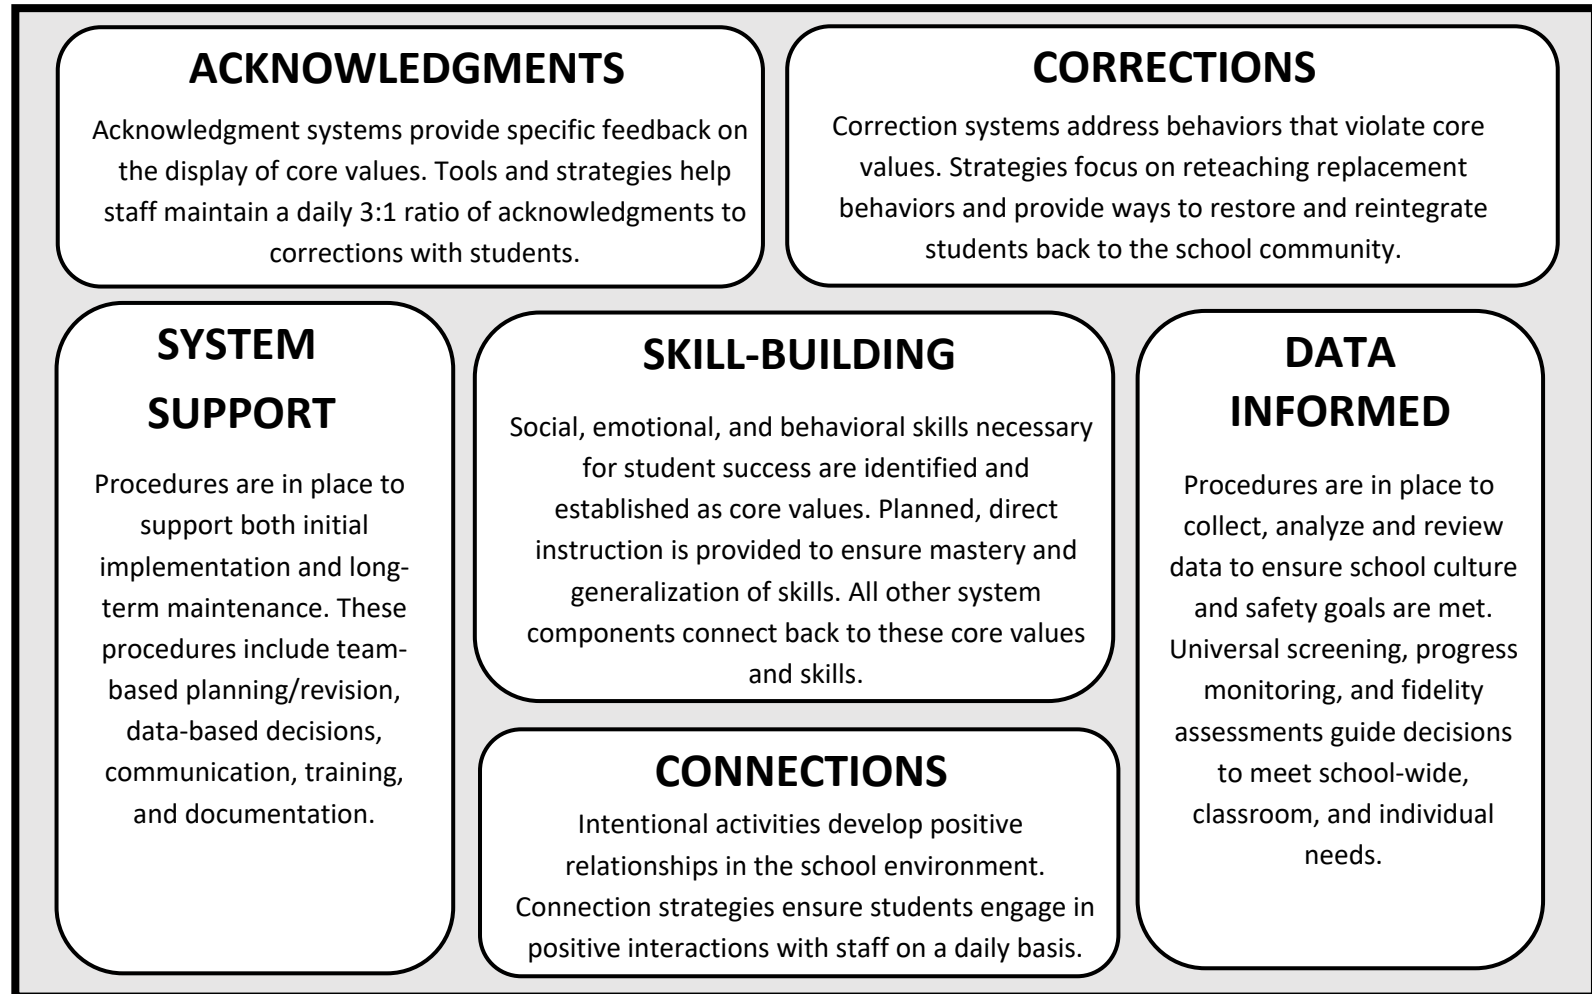 ACKNOWLEDGMENTS
Acknowledgment systems provide specific feedback on
the display of core values. Tools and strategies help
staff maintain a daily 3:1 ratio of acknowledgments to
corrections with students.
CORRECTIONS
Correction systems address behaviors that violate core
values. Strategies focus on reteaching replacement
behaviors and provide ways to restore and reintegrate
students back to the school community.
SYSTEM
SUPPORT
Procedures are in place to
support both initial
implementation and long-
term maintenance. These
procedures include team-
based planning/revision,
data-based decisions,
communication, training,
and documentation.
SKILL-BUILDING
Social, emotional, and behavioral skills necessary
for student success are identified and
established as core values. Planned, direct
instruction is provided to ensure mastery and
generalization of skills. All other system
components connect back to these core values
and skills.
CONNECTIONS
Intentional activities develop positive
relationships in the school environment.
Connection strategies ensure students engage in
positive interactions with staff on a daily basis.
DATA
INFORMED
Procedures are in place to
collect, analyze and review
data to ensure school culture
and safety goals are met.
Universal screening, progress
monitoring, and fidelity
assessments guide decisions
to meet school-wide,
classroom, and individual
needs.